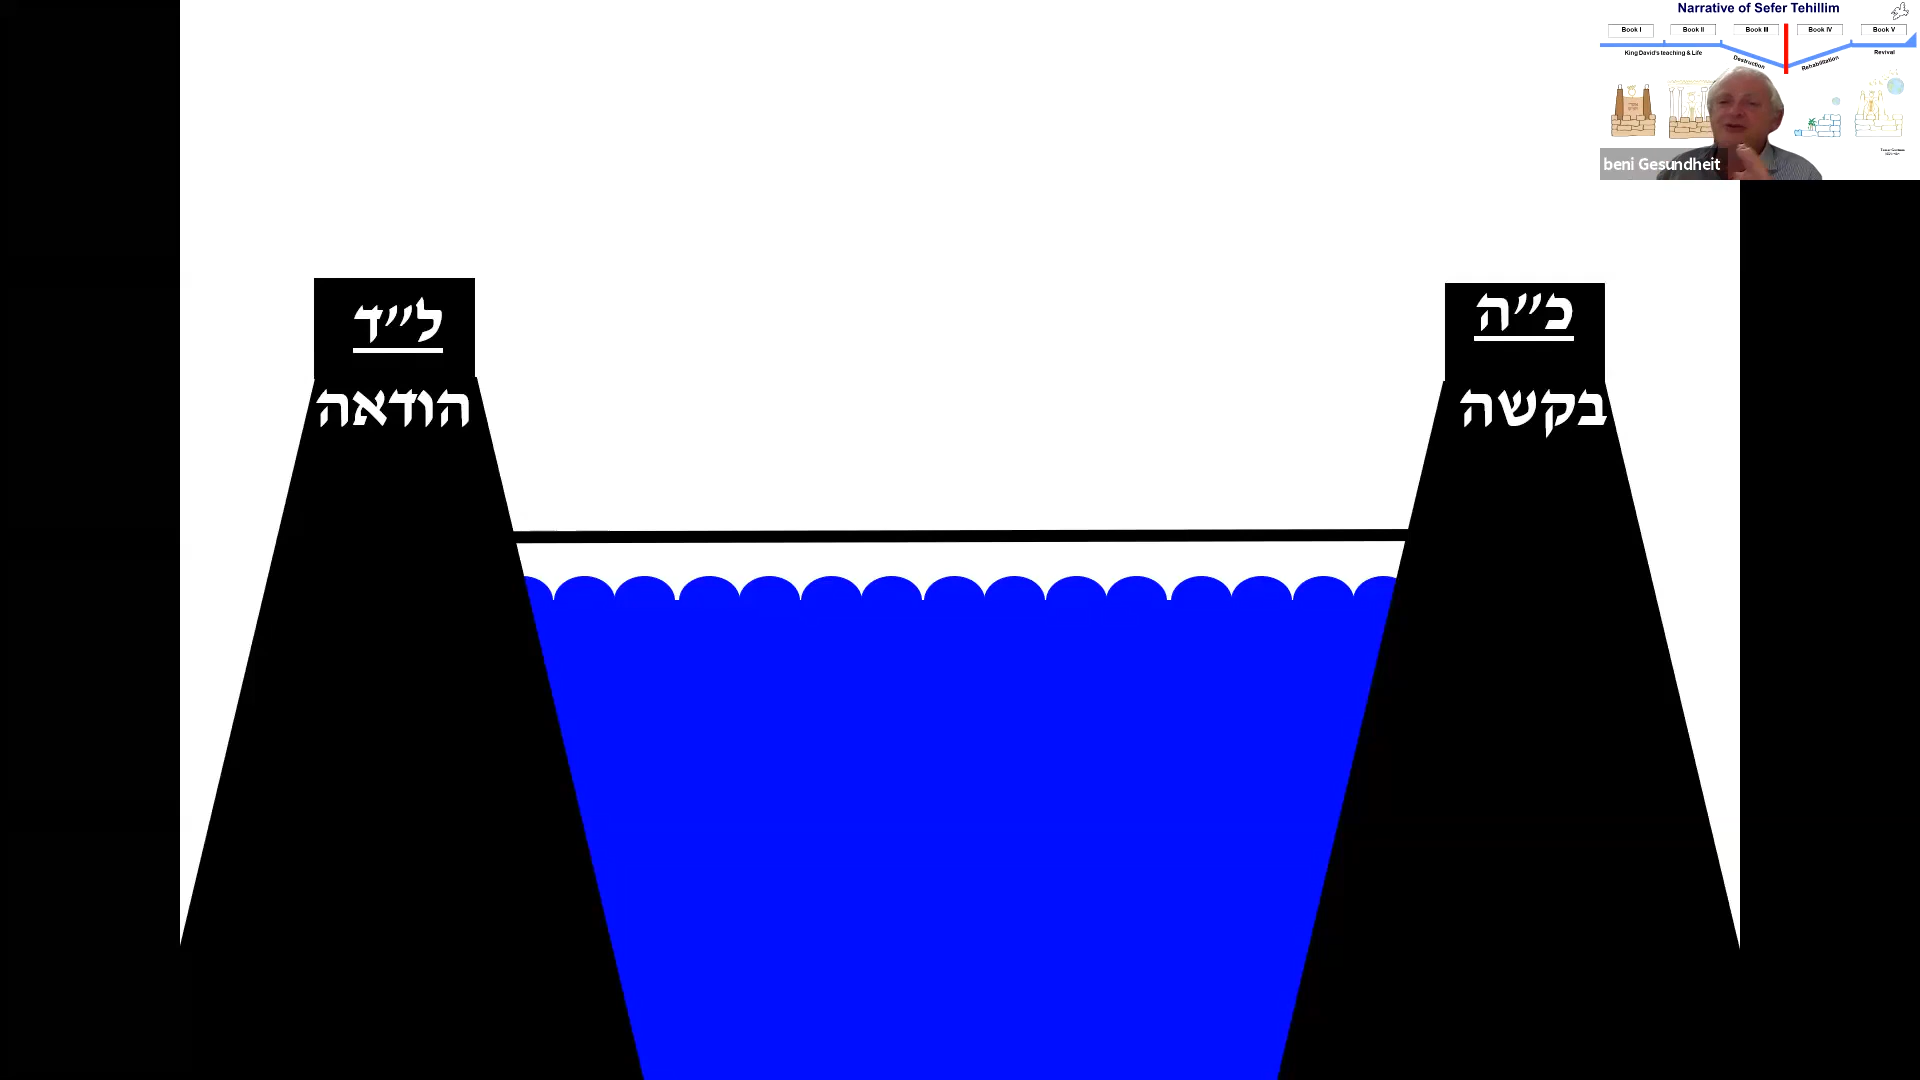 Narrative of Sefer Tehillim
Book I Book II Book III Book IV Book V
King David's teaching & Life
Destruction
Rehabilitation
Revival
beni Gesundheit
כ״ה
בקשה
ל״ד
הודאה